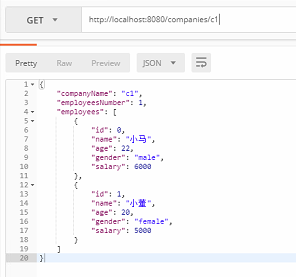 GET
http://localhost:8080/companies/c1
Pretty Raw Preview JSON
1 {
2 "companyName": "c1",
3 "employeesNumber": 1,
4 "employees": [
5 {
6 "id": 0,
7 "name": "小马",
8 "age": 22,
9 "gender": "male",
10 "salary": 6000
11 },
12 {
13 "id": 1,
14 "name": "小董",
15 "age": 20,
16 "gender": "female",
17 "salary": 5000
18 }
19 ]
20 }